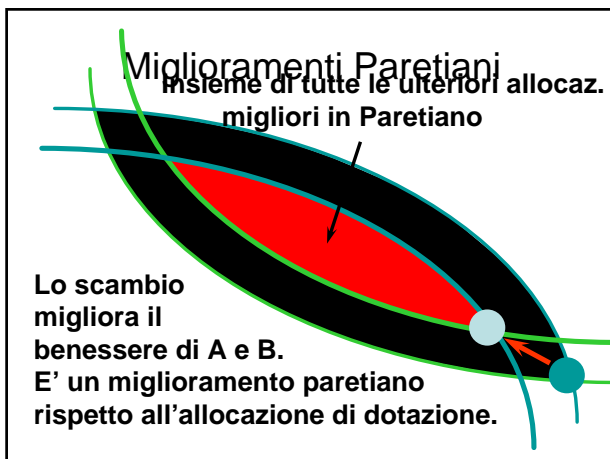 Miglioramenti Paretiani
Insieme di tutte le ulteriori allocaz.
migliori in Paretiano
Lo scambio
migliora il
benessere di A e B.
E’ un miglioramento paretiano
rispetto all’allocazione di dotazione.